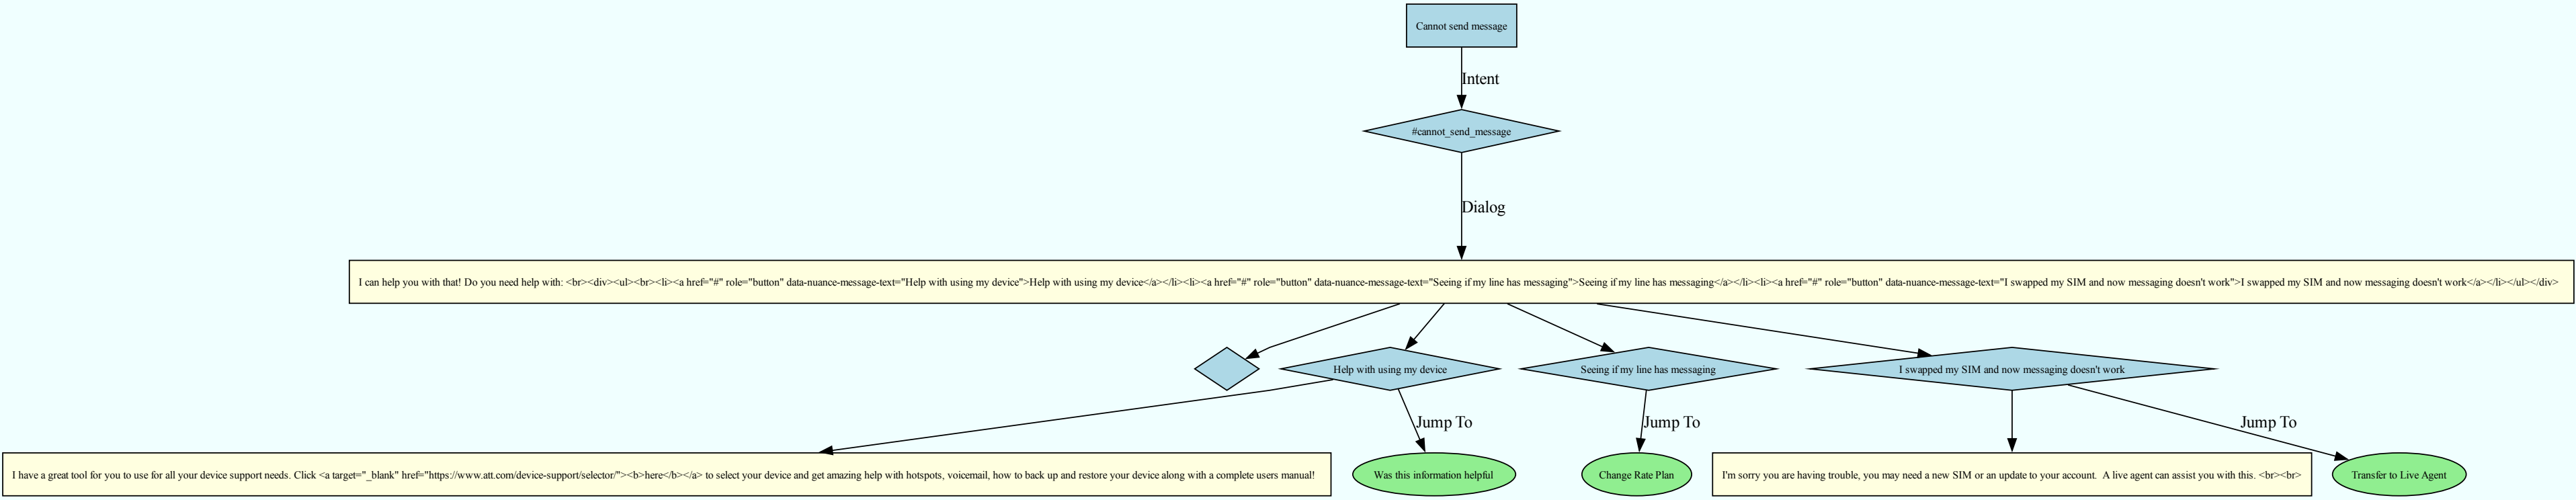 Cannot send message
Intent
#cannot_send_message
Dialog
I can help you with that! Do you need help with: <br><div><ul><br><li><a href="#" role="button" data-nuance-message-text="Help with using my device">Help with using my device</a></li><li><a href="#" role="button" data-nuance-message-text="Seeing if my line has messaging">Seeing if my line has messaging</a></li><li><a href="#" role="button" data-nuance-message-text="I swapped my SIM and now messaging doesn't work">I swapped my SIM and now messaging doesn't work</a></li></ul></div>
Help with using my device
Seeing if my line has messaging
I swapped my SIM and now messaging doesn't work
Jump To
Jump To
Jump To
I have a great tool for you to use for all your device support needs. Click <a target="_blank" href="https://www.att.com/device-support/selector/"><b>here</b></a> to select your device and get amazing help with hotspots, voicemail, how to back up and restore your device along with a complete users manual!
Was this information helpful
Change Rate Plan
I'm sorry you are having trouble, you may need a new SIM or an update to your account.  A live agent can assist you with this. <br><br>
Transfer to Live Agent